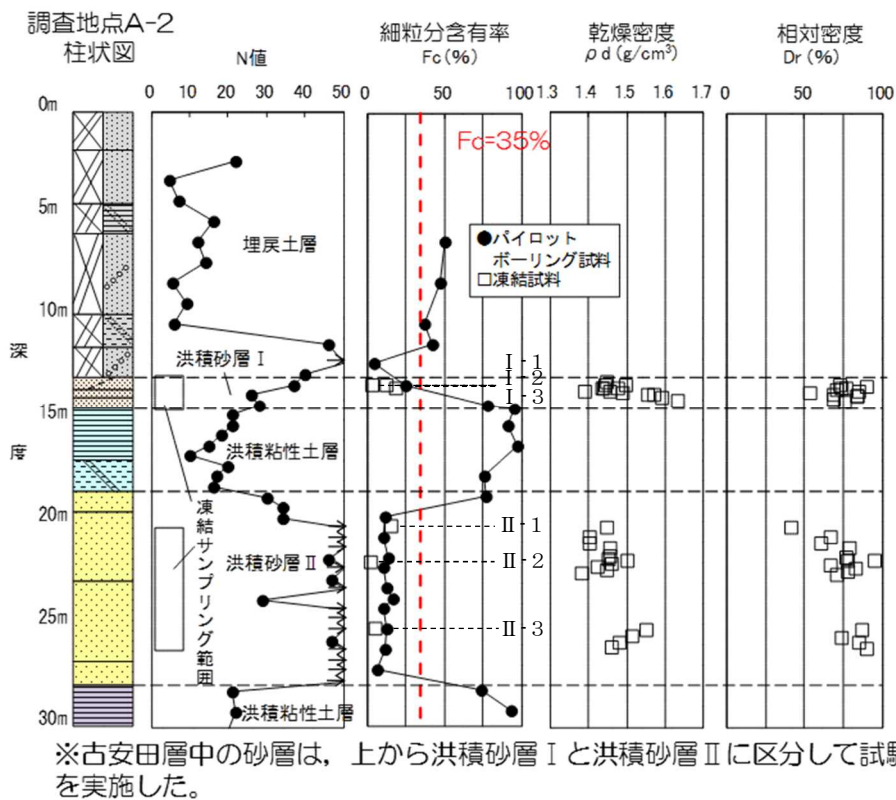 調査地点A-2
柱状図
N値
細粒分含有率
Fc(%)
乾燥密度
ρd(g/cm³)
相対密度
Dr(%)
0 10 20 30 40 50
0 50 100
1.3 1.4 1.5 1.6 1.7
0 50 100
0m
5m
10m
15m
20m
25m
30m
深
度
Fc=35%
●パイロット
ボーリング試料
□凍結試料
埋戻土層
洪積砂層Ⅰ
洪積粘性土層
洪積砂層Ⅱ
洪積粘性土層
凍結サンプリング範囲
Ⅰ-1
Ⅰ-2
Ⅰ-3
Ⅱ-1
Ⅱ-2
Ⅱ-3
※古安田層中の砂層は，上から洪積砂層Ⅰと洪積砂層Ⅱに区分して試験
を実施した。